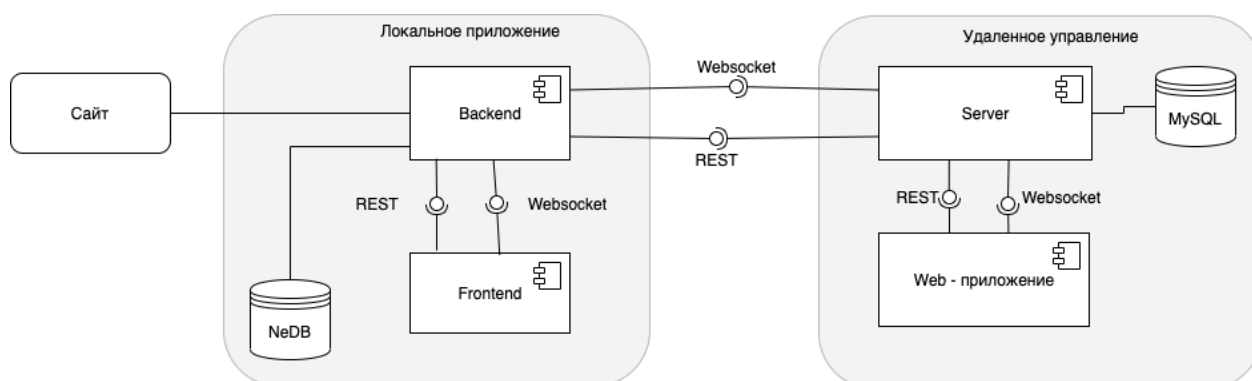 Локальное приложение
Удаленное управление
Websocket
Сайт
Backend
Server
MySQL
REST
REST
Websocket
REST
Websocket
NeDB
Frontend
Web - приложение